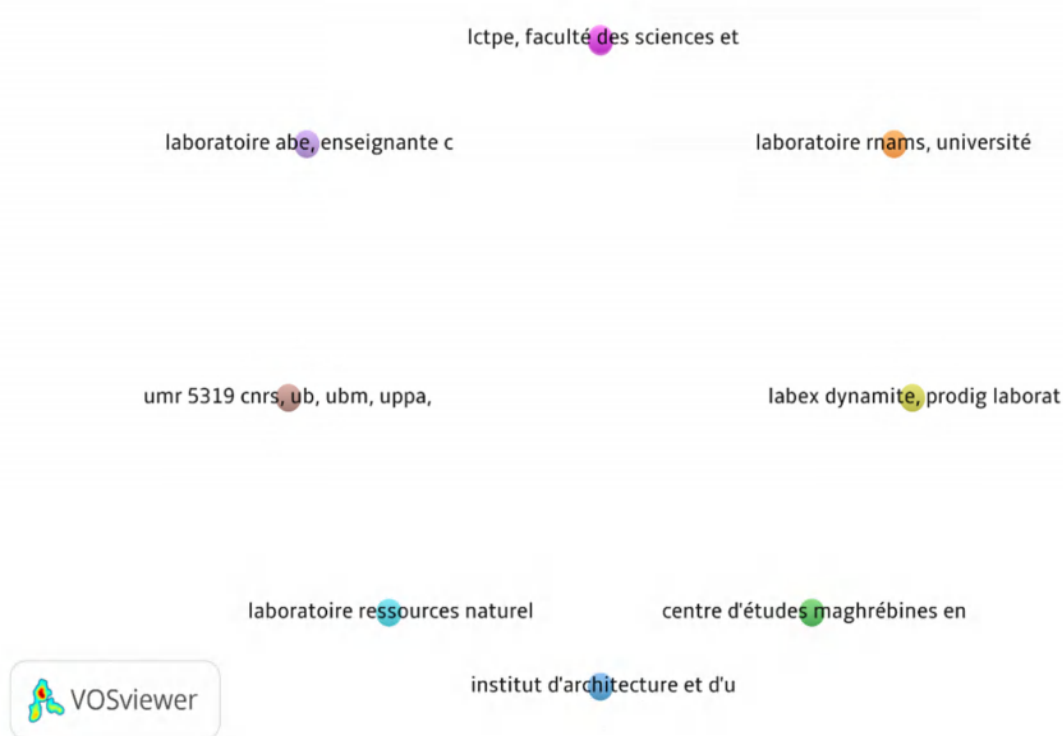 lctpe, faculté des sciences et
laboratoire abe, enseignante c
laboratoire rnams, université
umr 5319 cnrs, ub, ubm, uppa,
labex dynamite, prodig laborat
laboratoire ressources naturel
centre d'études maghrébines en
institut d'architecture et d'u
VOSviewer